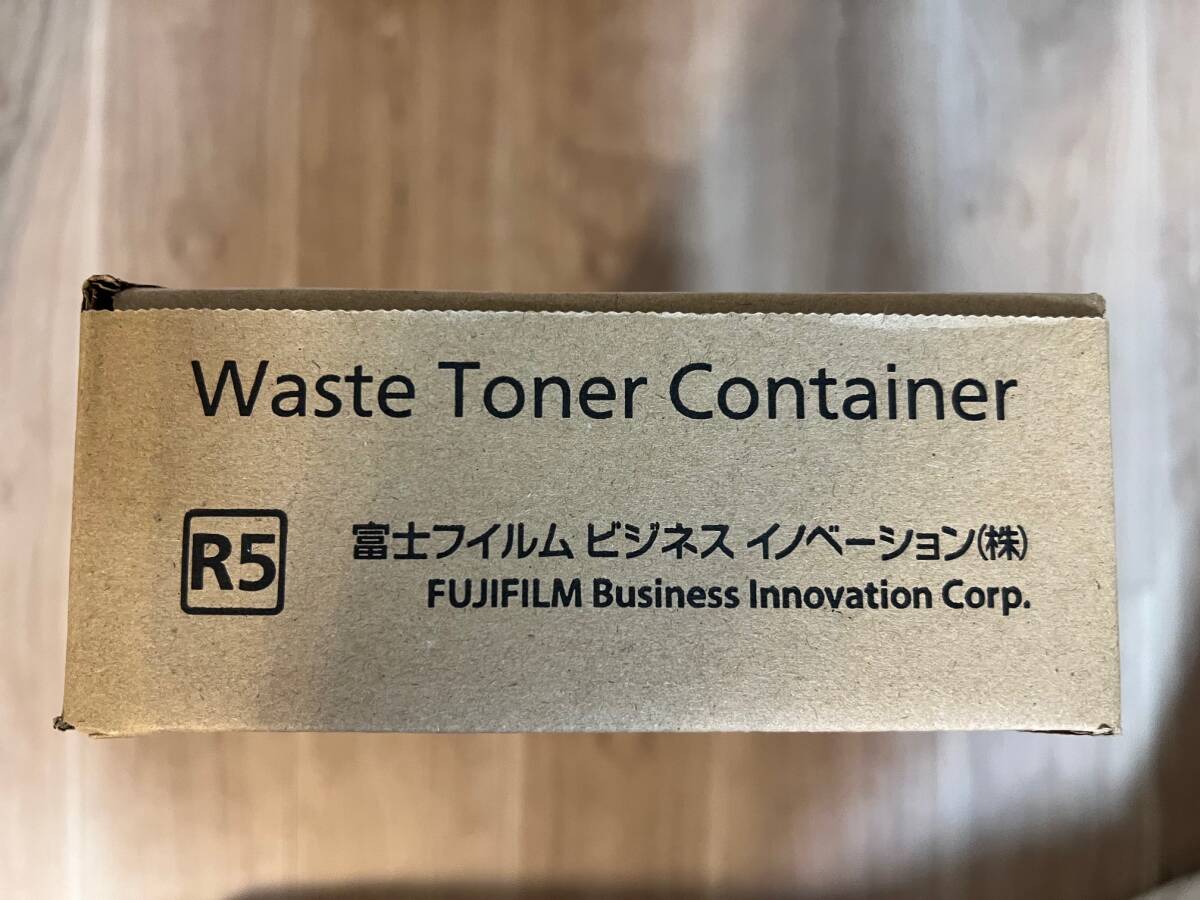 Waste Toner Container
R5
富士フイルム ビジネス イノベーション(株)
FUJIFILM Business Innovation Corp.